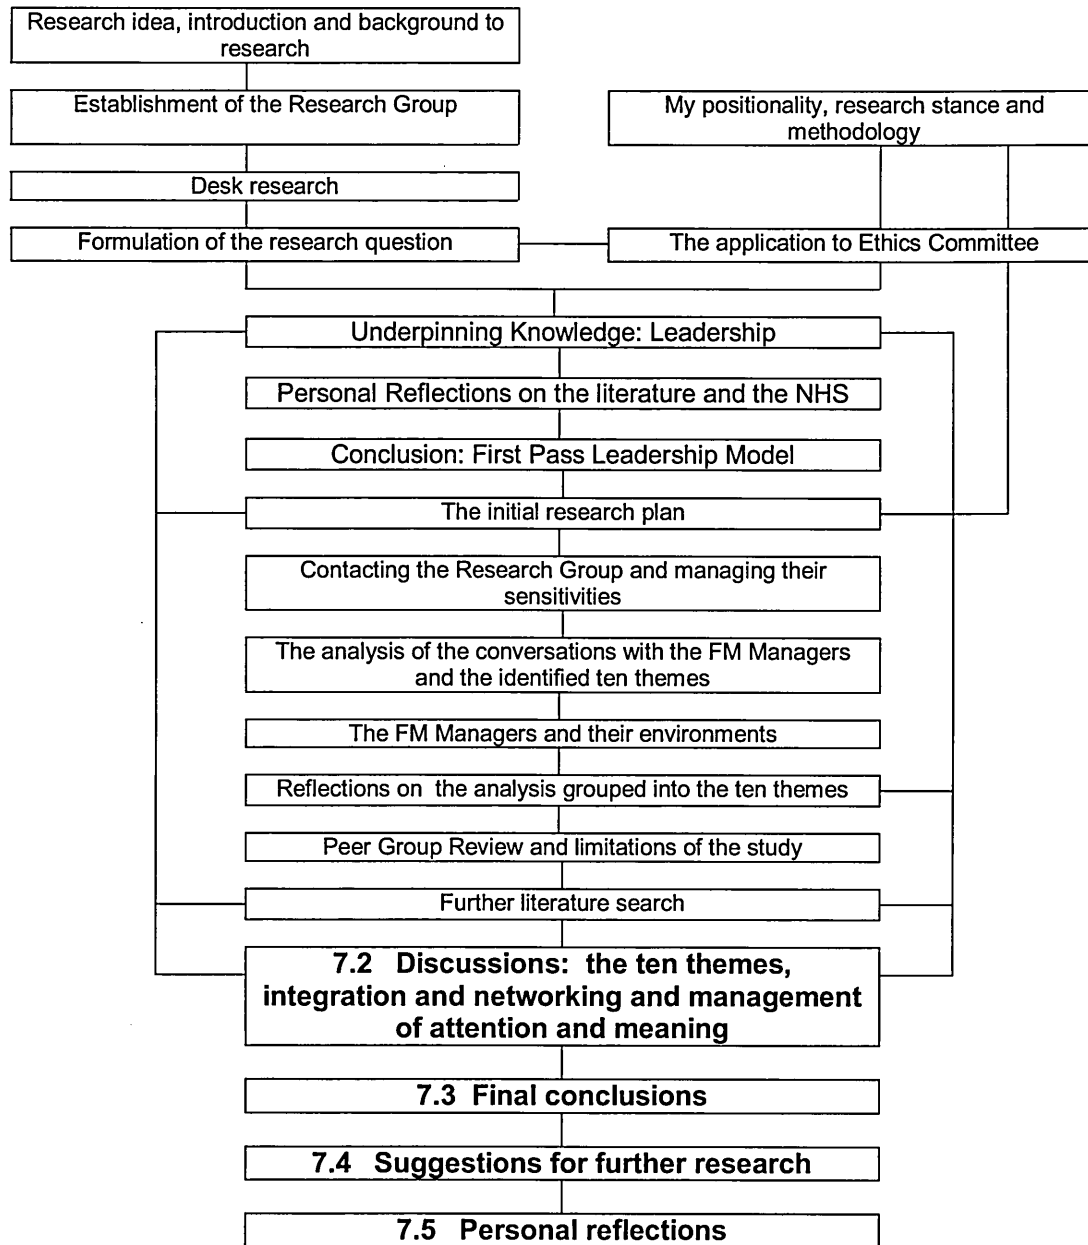 Research idea, introduction and background to
research
Establishment of the Research Group
My positionality, research stance and
methodology
Desk research
Formulation of the research question
The application to Ethics Committee
Underpinning Knowledge: Leadership
Personal Reflections on the literature and the NHS
Conclusion: First Pass Leadership Model
The initial research plan
Contacting the Research Group and managing their
sensitivities
The analysis of the conversations with the FM Managers
and the identified ten themes
The FM Managers and their environments
Reflections on the analysis grouped into the ten themes
Peer Group Review and limitations of the study
Further literature search
7.2 Discussions: the ten themes,
integration and networking and management
of attention and meaning
7.3 Final conclusions
7.4 Suggestions for further research
7.5 Personal reflections